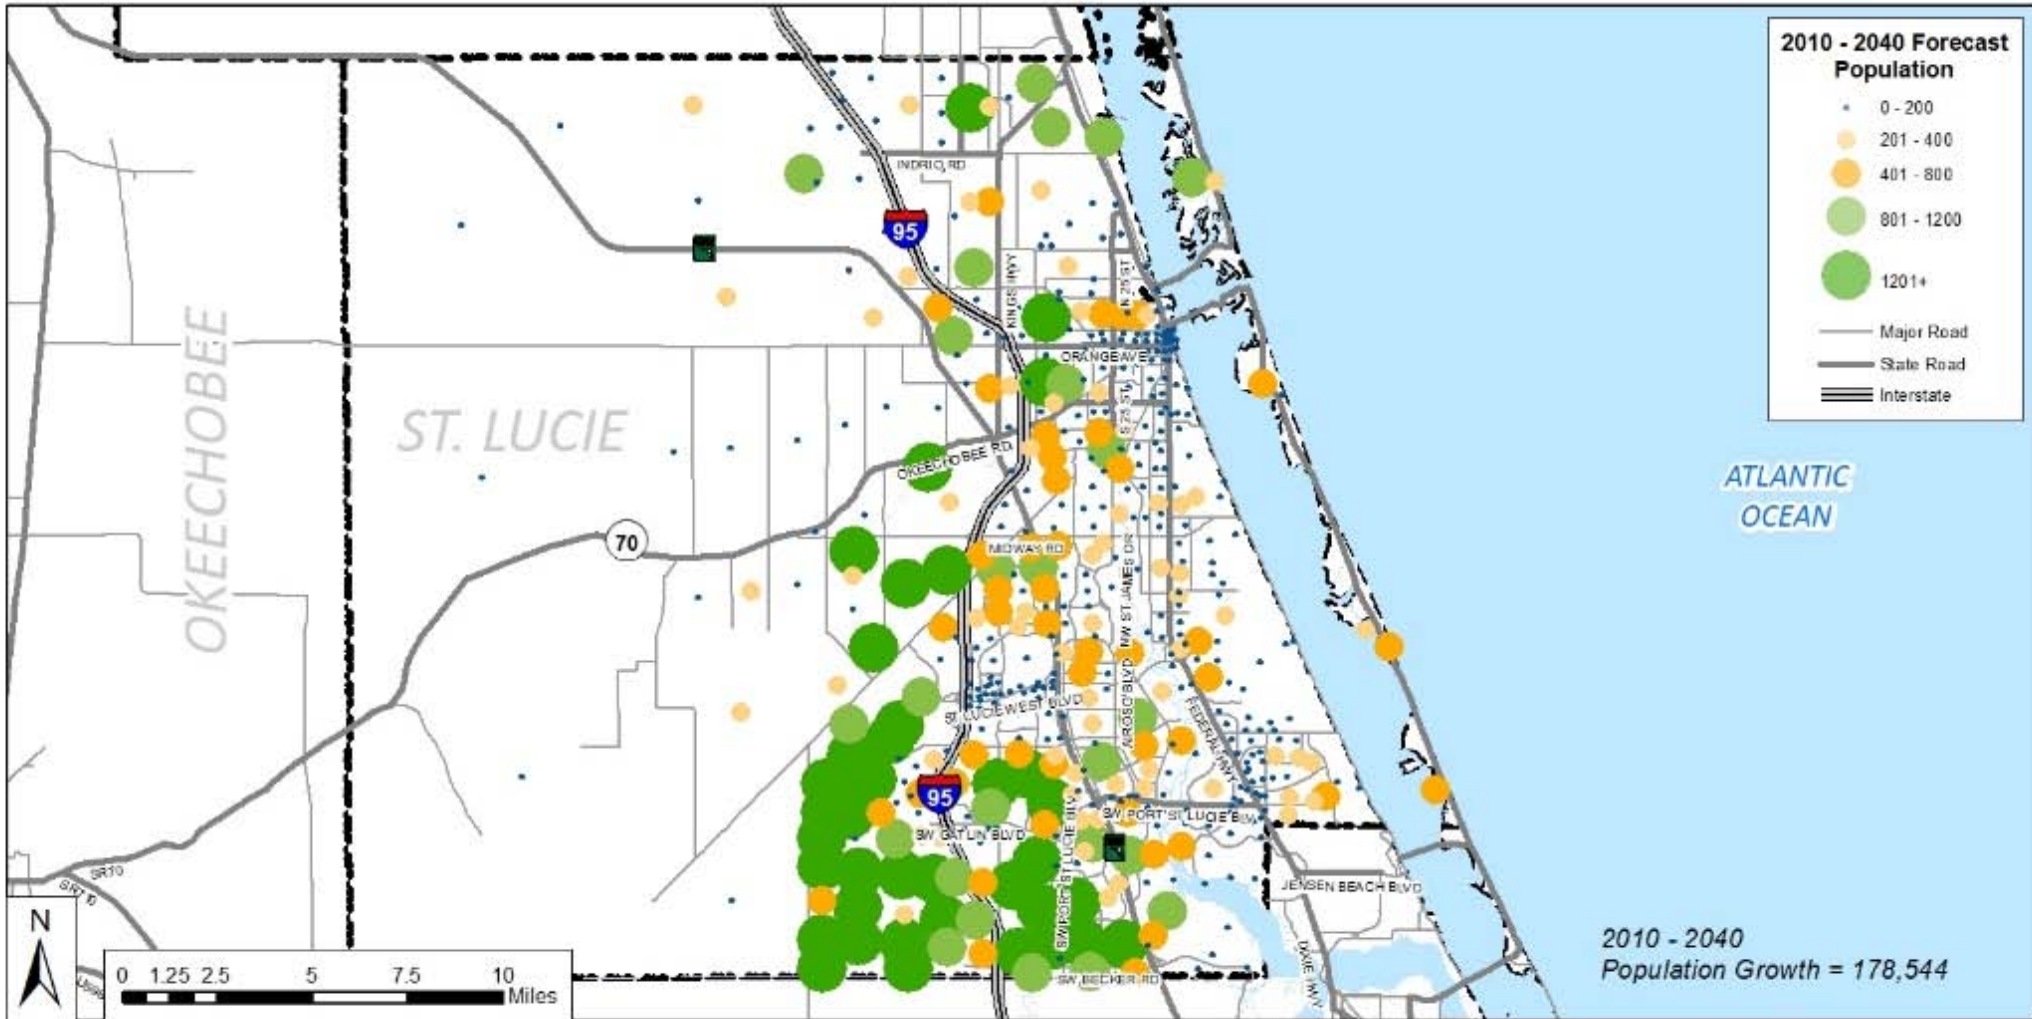 2010 - 2040 Forecast
Population
0 - 200
201 - 400
401 - 800
801 - 1200
1201+
Major Road
State Road
Interstate
INDRIO RD
95
KINGS HWY
N 25 ST
ORANGE AVE
S 25 ST
OKEECHOBEE
ST. LUCIE
OKEECHOBEE RD
ATLANTIC
OCEAN
70
MIDWAY RD
NW ST JAMES DR
AIROSO BLVD
ST LUCIE WEST BLVD
FEDERAL HWY
95
SW PORT ST LUCIE BLV
SW GATLIN BLVD
SW PORT ST LUCIE BLV
SR70
SR710
JENSEN BEACH BLVD
DIXIE HWY
SW BECKER RD
N
0 1.25 2.5 5 7.5 10
Miles
2010 - 2040
Population Growth = 178,544